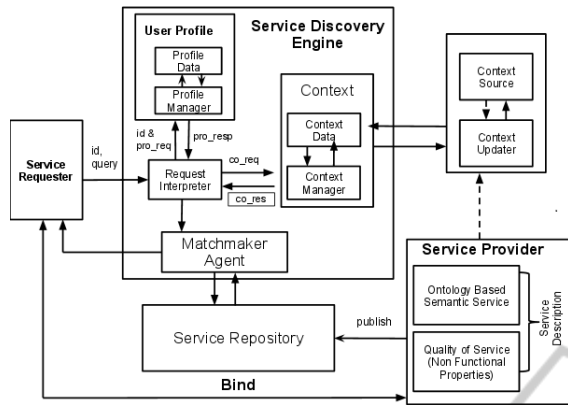 User Profile
Profile
Data
Profile
Manager
Service Discovery
Engine
Context
Context
Data
Context
Manager
Context
Source
Context
Updater
id &
pro_req
pro_resp
id,
query
Service
Requester
Request
Interpreter
co_req
co_res
Matchmaker
Agent
Service Repository
publish
Service Provider
Ontology Based
Semantic Service
Quality of Service
(Non Functional
Properties)
Service
Description
Bind